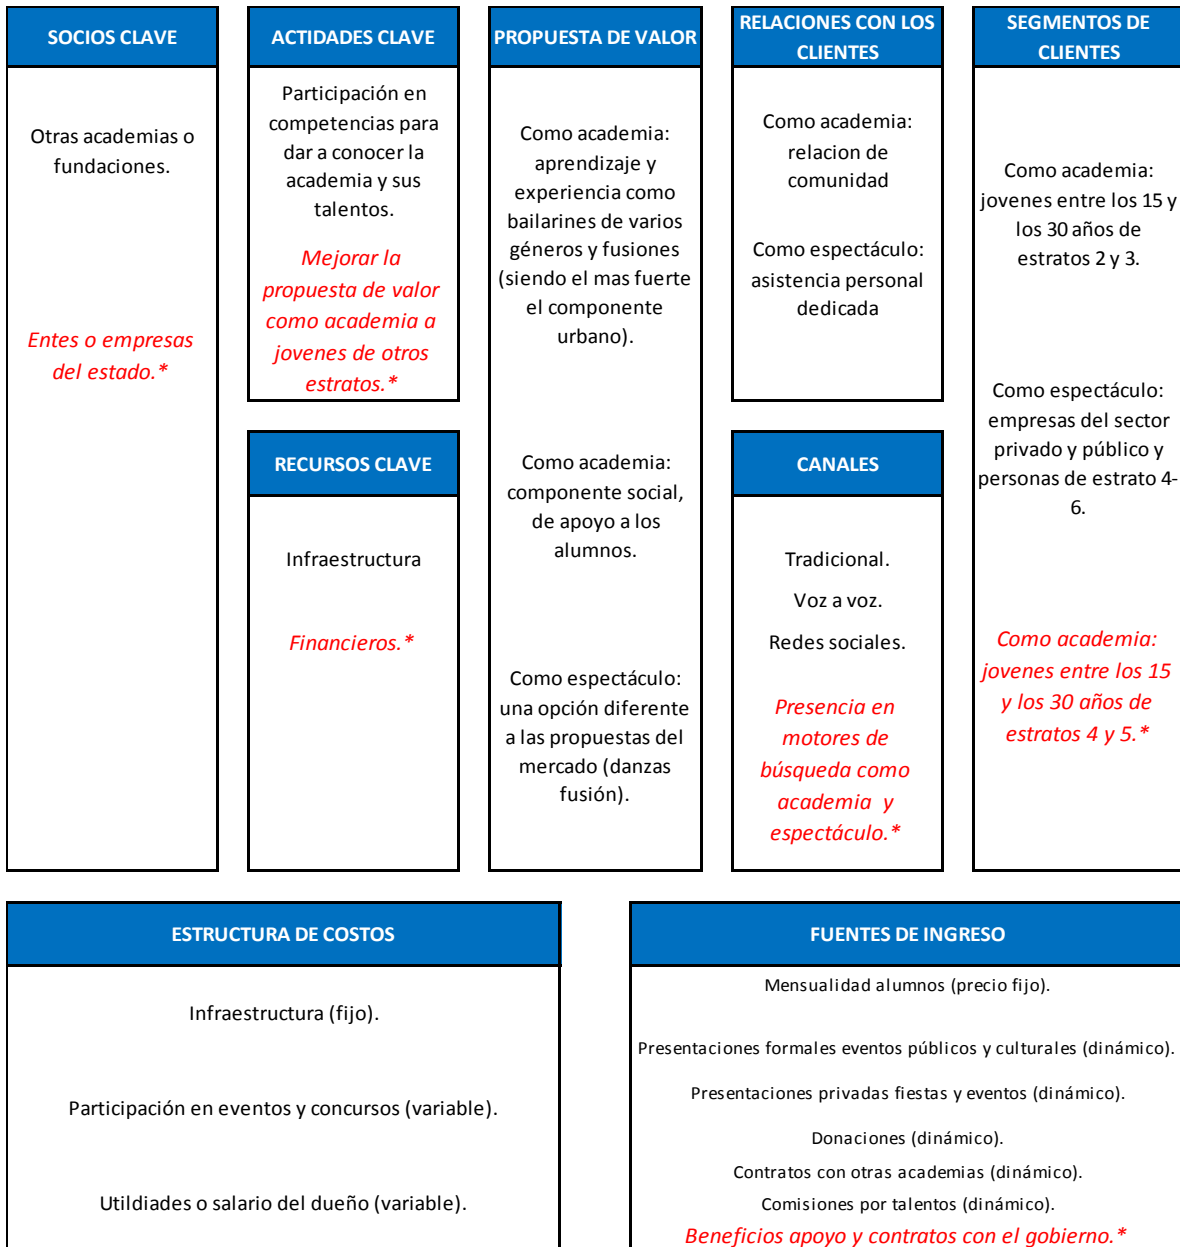 SOCIOS CLAVE
Otras academias o
fundaciones.
Entes o empresas
del estado.*
ACTIDADES CLAVE
Participación en
competencias para
dar a conocer la
academia y sus
talentos.
Mejorar la
propuesta de valor
como academia a
jovenes de otros
estratos.*
RECURSOS CLAVE
Infraestructura
Financieros.*
PROPUESTA DE VALOR
Como academia:
aprendizaje y
experiencia como
bailarines de varios
géneros y fusiones
(siendo el mas fuerte
el componente
urbano).
Como academia:
componente social,
de apoyo a los
alumnos.
Como espectáculo:
una opción diferente
a las propuestas del
mercado (danzas
fusión).
RELACIONES CON LOS
CLIENTES
Como academia:
relacion de
comunidad
Como espectáculo:
asistencia personal
dedicada
CANALES
Tradicional.
Voz a voz.
Redes sociales.
Presencia en
motores de
búsqueda como
academia y
espectáculo.*
SEGMENTOS DE
CLIENTES
Como academia:
jovenes entre los 15 y
los 30 años de
estratos 2 y 3.
Como espectáculo:
empresas del sector
privado y público y
personas de estrato 4-
6.
Como academia:
jovenes entre los 15
y los 30 años de
estratos 4 y 5.*
ESTRUCTURA DE COSTOS
Infraestructura (fijo).
Participación en eventos y concursos (variable).
Utildiades o salario del dueño (variable).
FUENTES DE INGRESO
Mensualidad alumnos (precio fijo).
Presentaciones formales eventos públicos y culturales (dinámico).
Presentaciones privadas fiestas y eventos (dinámico).
Donaciones (dinámico).
Contratos con otras academias (dinámico).
Comisiones por talentos (dinámico).
Beneficios apoyo y contratos con el gobierno.*